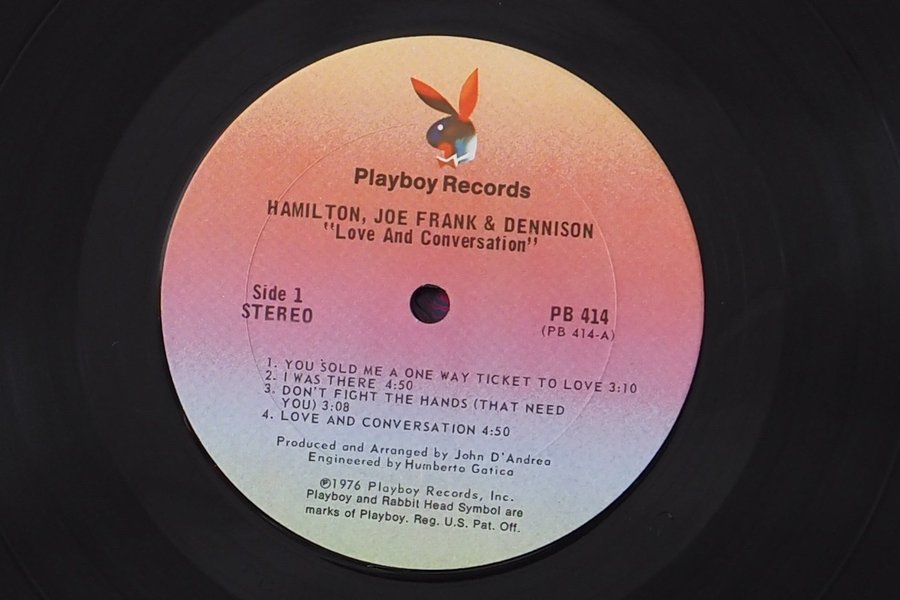 Playboy Records
HAMILTON, JOE FRANK & DENNISON
"Love And Conversation"
Side 1
STEREO
PB 414
(PB 414-A)
1. YOU SOLD ME A ONE WAY TICKET TO LOVE 3:10
2. I WAS THERE 4:50
3. DON'T FIGHT THE HANDS (THAT NEED
YOU) 3:08
4. LOVE AND CONVERSATION 4:50
Produced and Arranged by John D'Andrea
Engineered by Humberto Gatica
℗1976 Playboy Records, Inc.
Playboy and Rabbit Head Symbol are
marks of Playboy. Reg. U.S. Pat. Off.